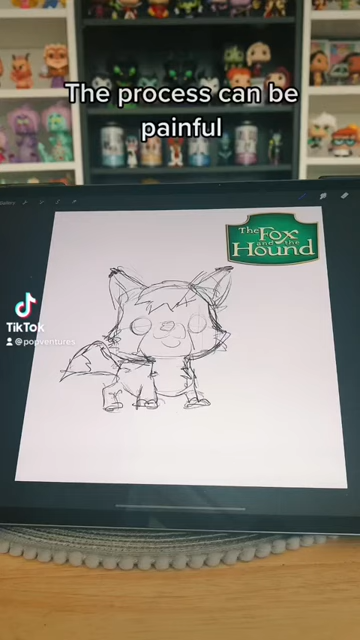 The process can be
painful
The
Fox
and the
Hound
TikTok
@popventures